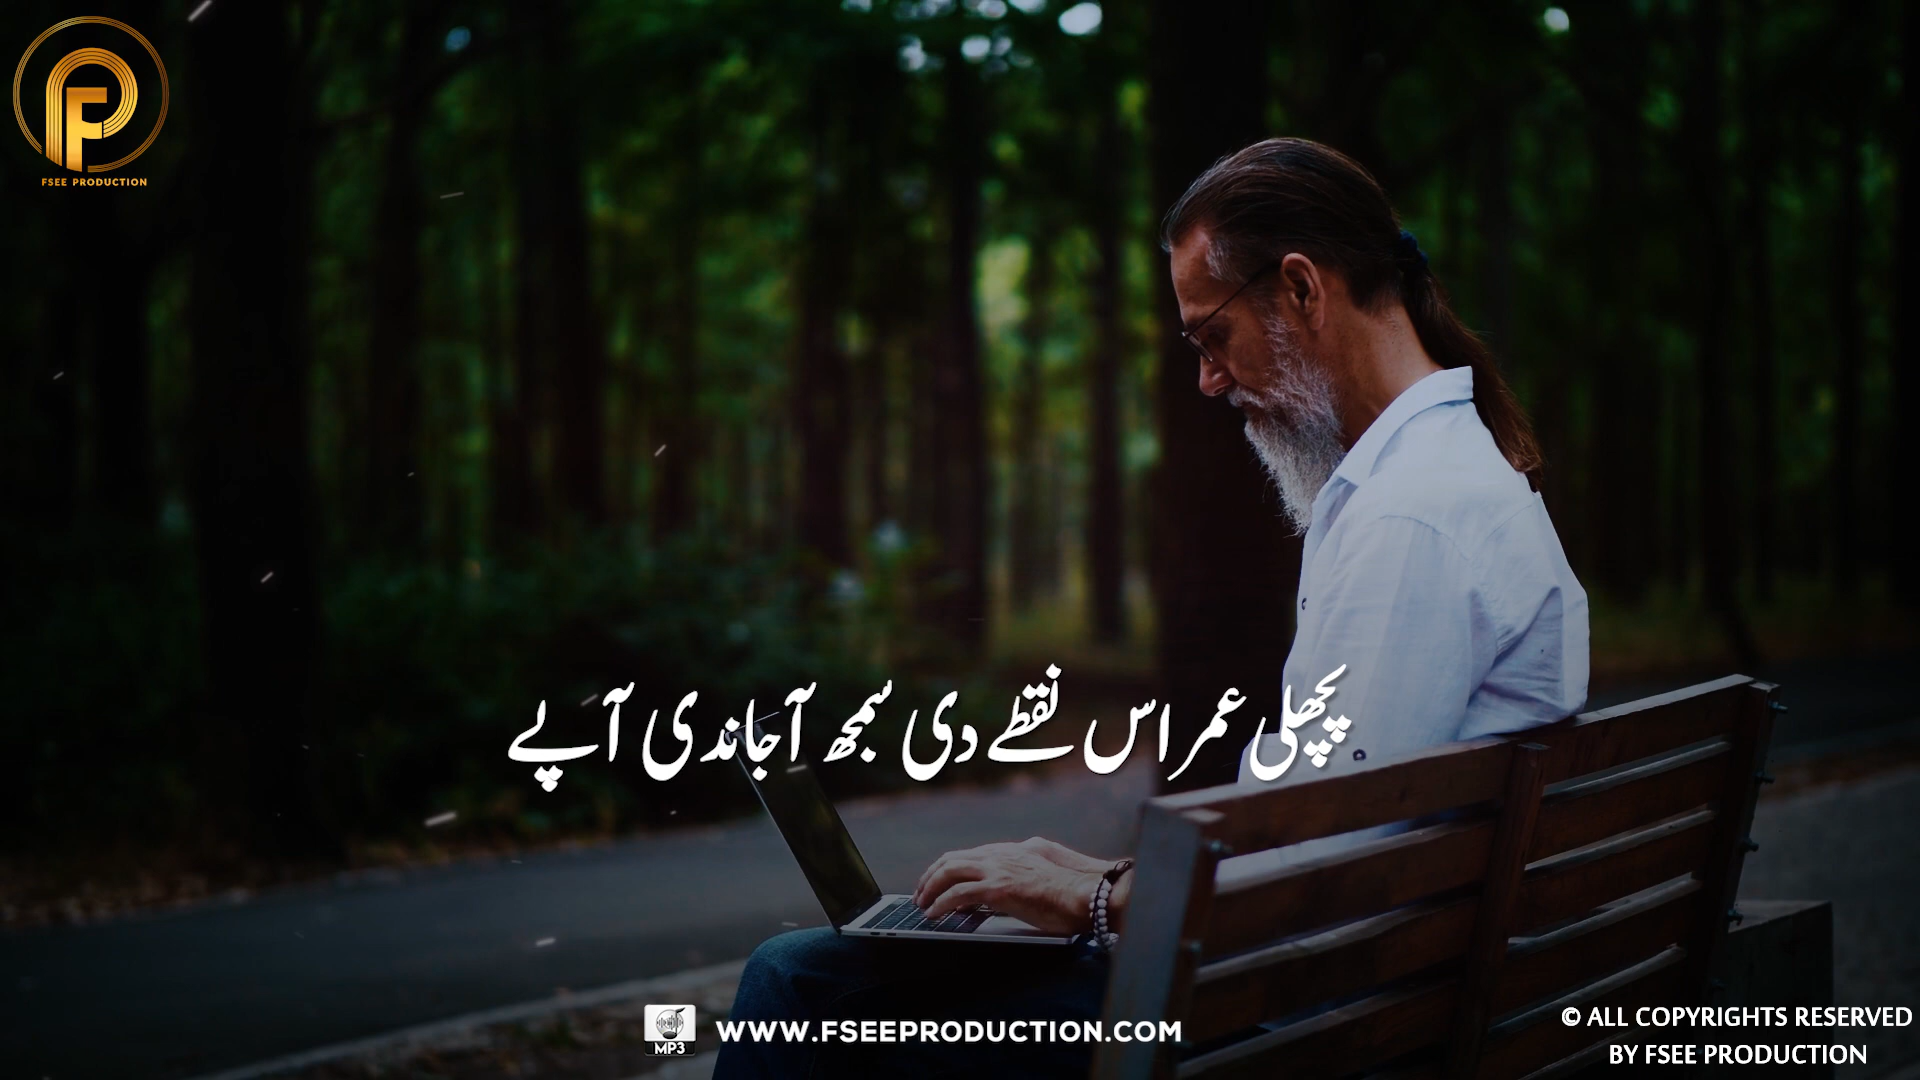 FSEE PRODUCTION
پچھلی عمر اس نقطے دی سمجھ آ جاندی آپے
MP3
WWW.FSEEPRODUCTION.COM
© ALL COPYRIGHTS RESERVED
BY FSEE PRODUCTION